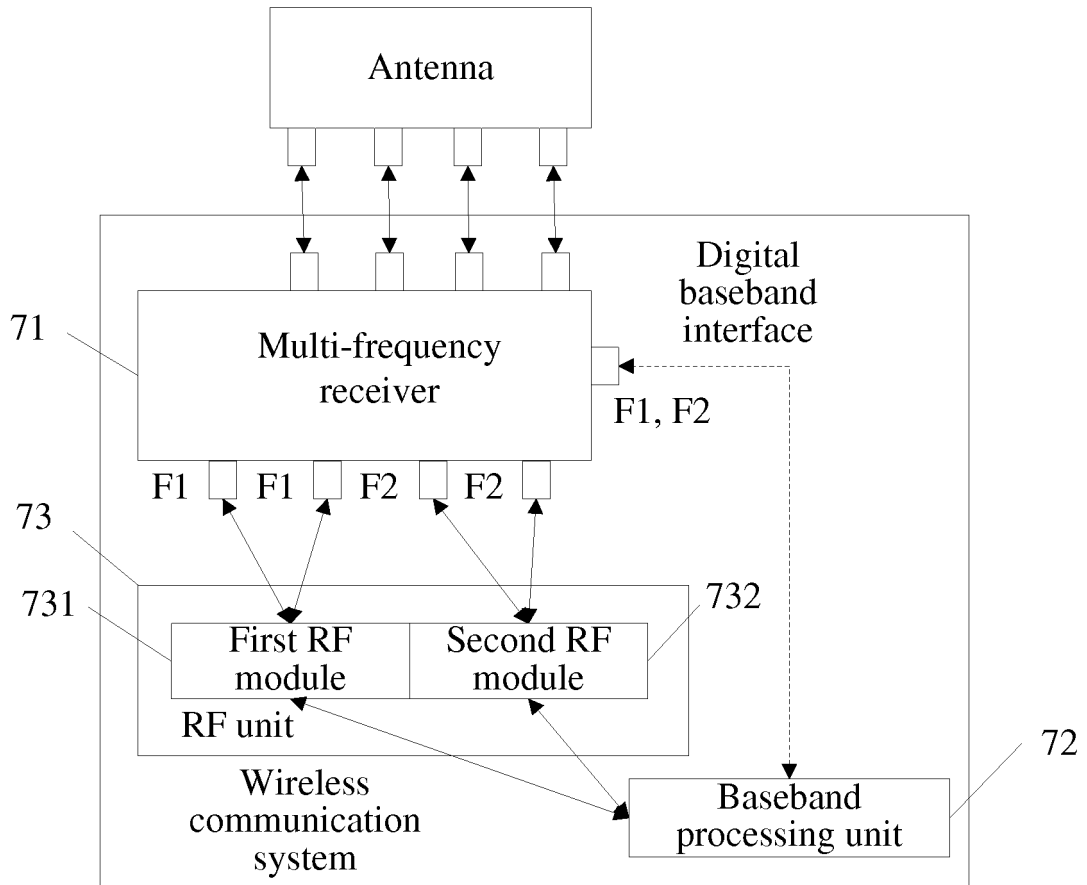 Antenna
Digital
baseband
interface
71
Multi-frequency
receiver
F1, F2
F1 F1 F2 F2
73
731
732
First RF
module
Second RF
module
RF unit
72
Wireless
communication
system
Baseband
processing unit